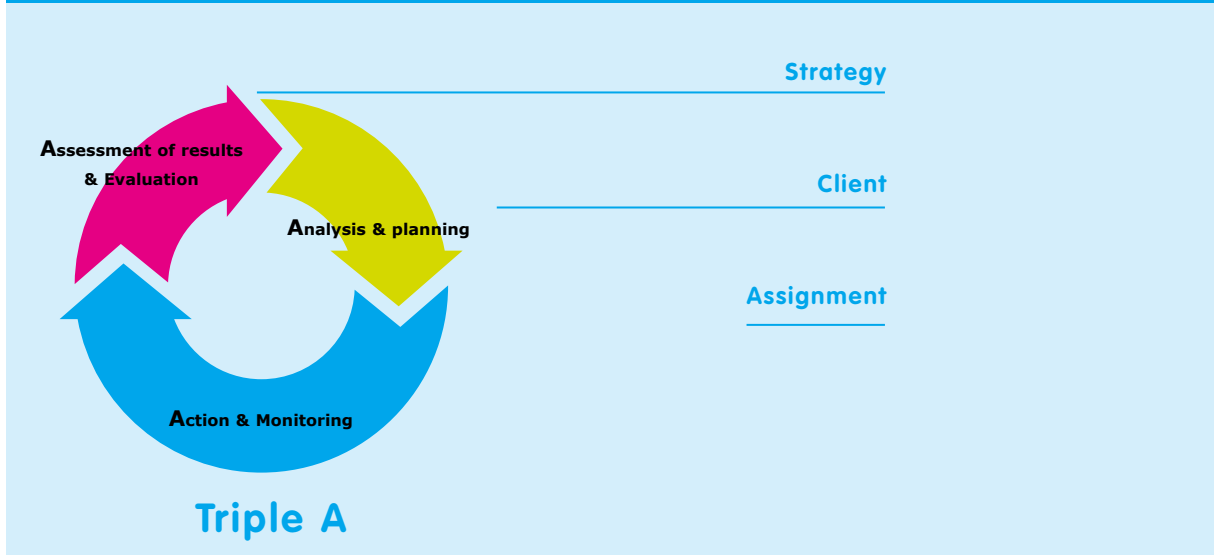 Strategy
Assessment of results
& Evaluation
Client
Analysis & planning
Assignment
Action & Monitoring
Triple A